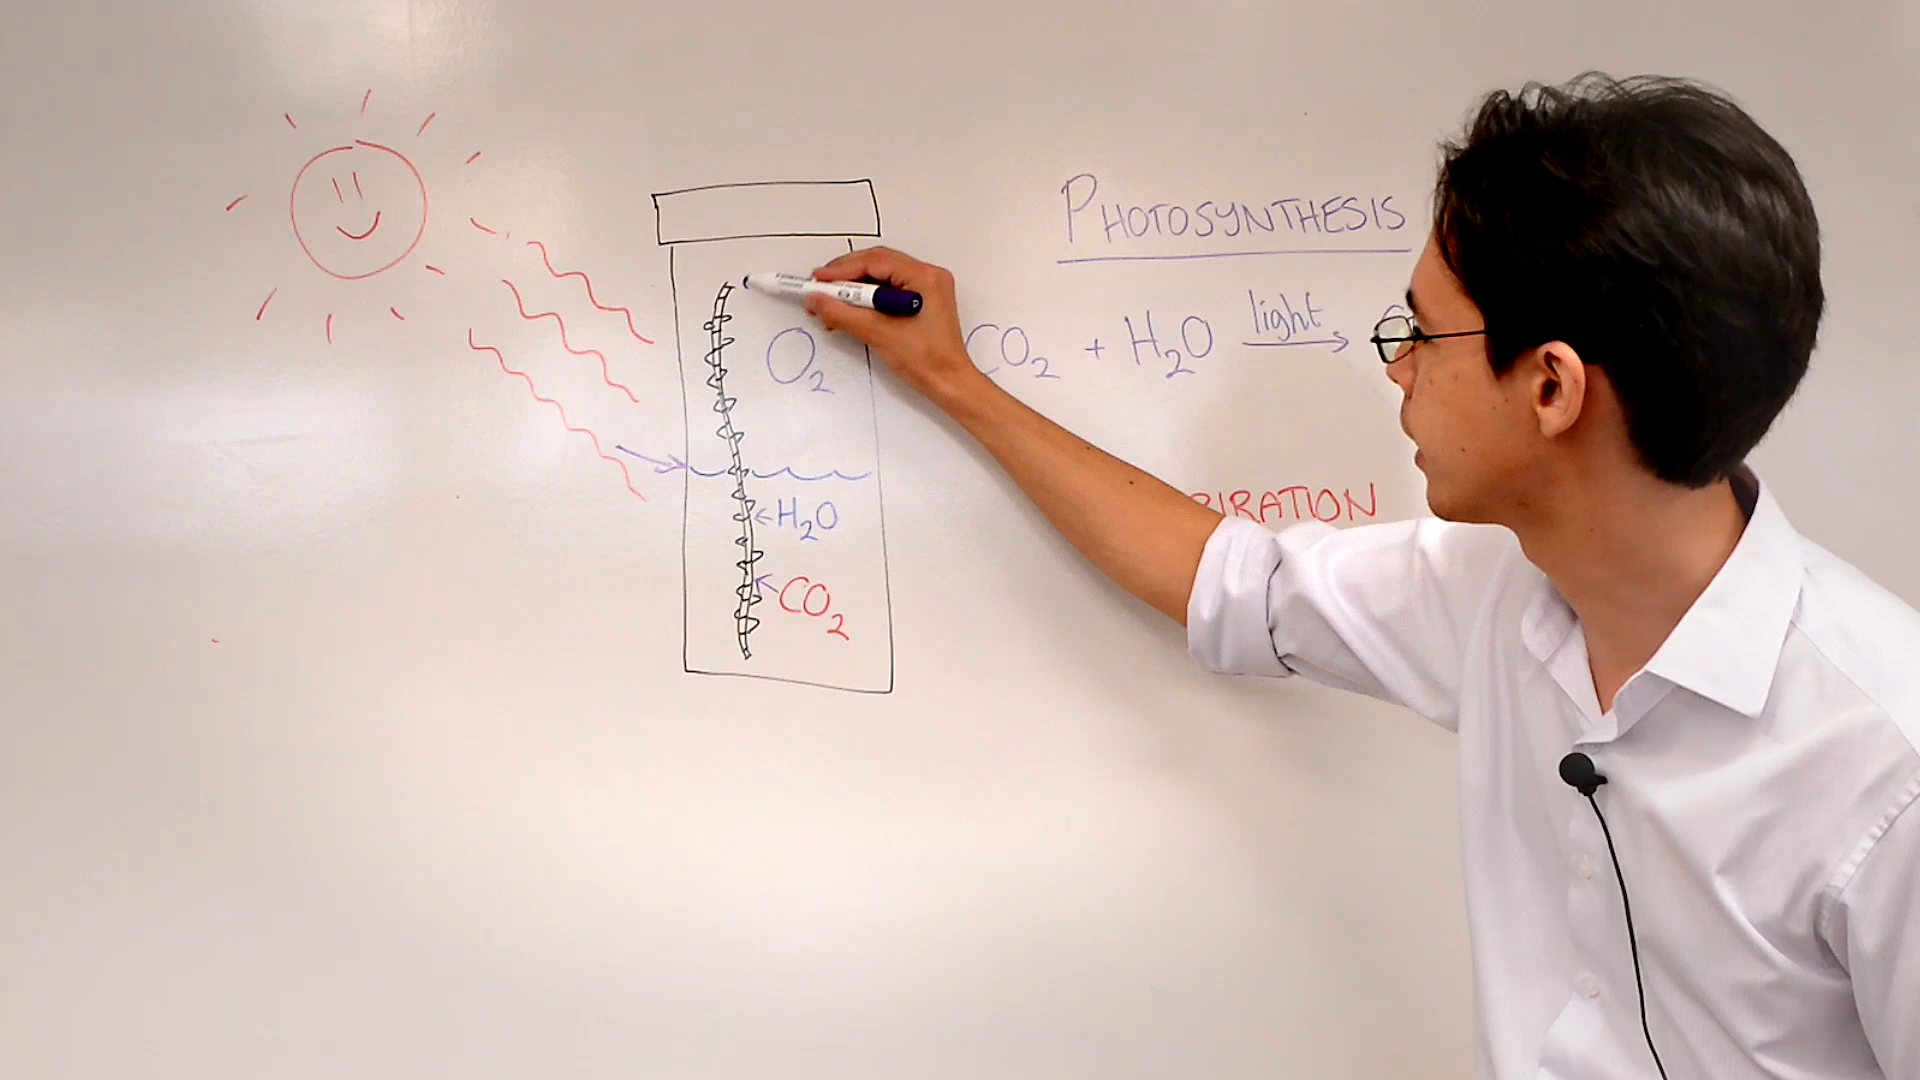 PHOTOSYNTHESIS
CO₂ + H₂O light →
O₂
←H₂O
CO₂
IRATION